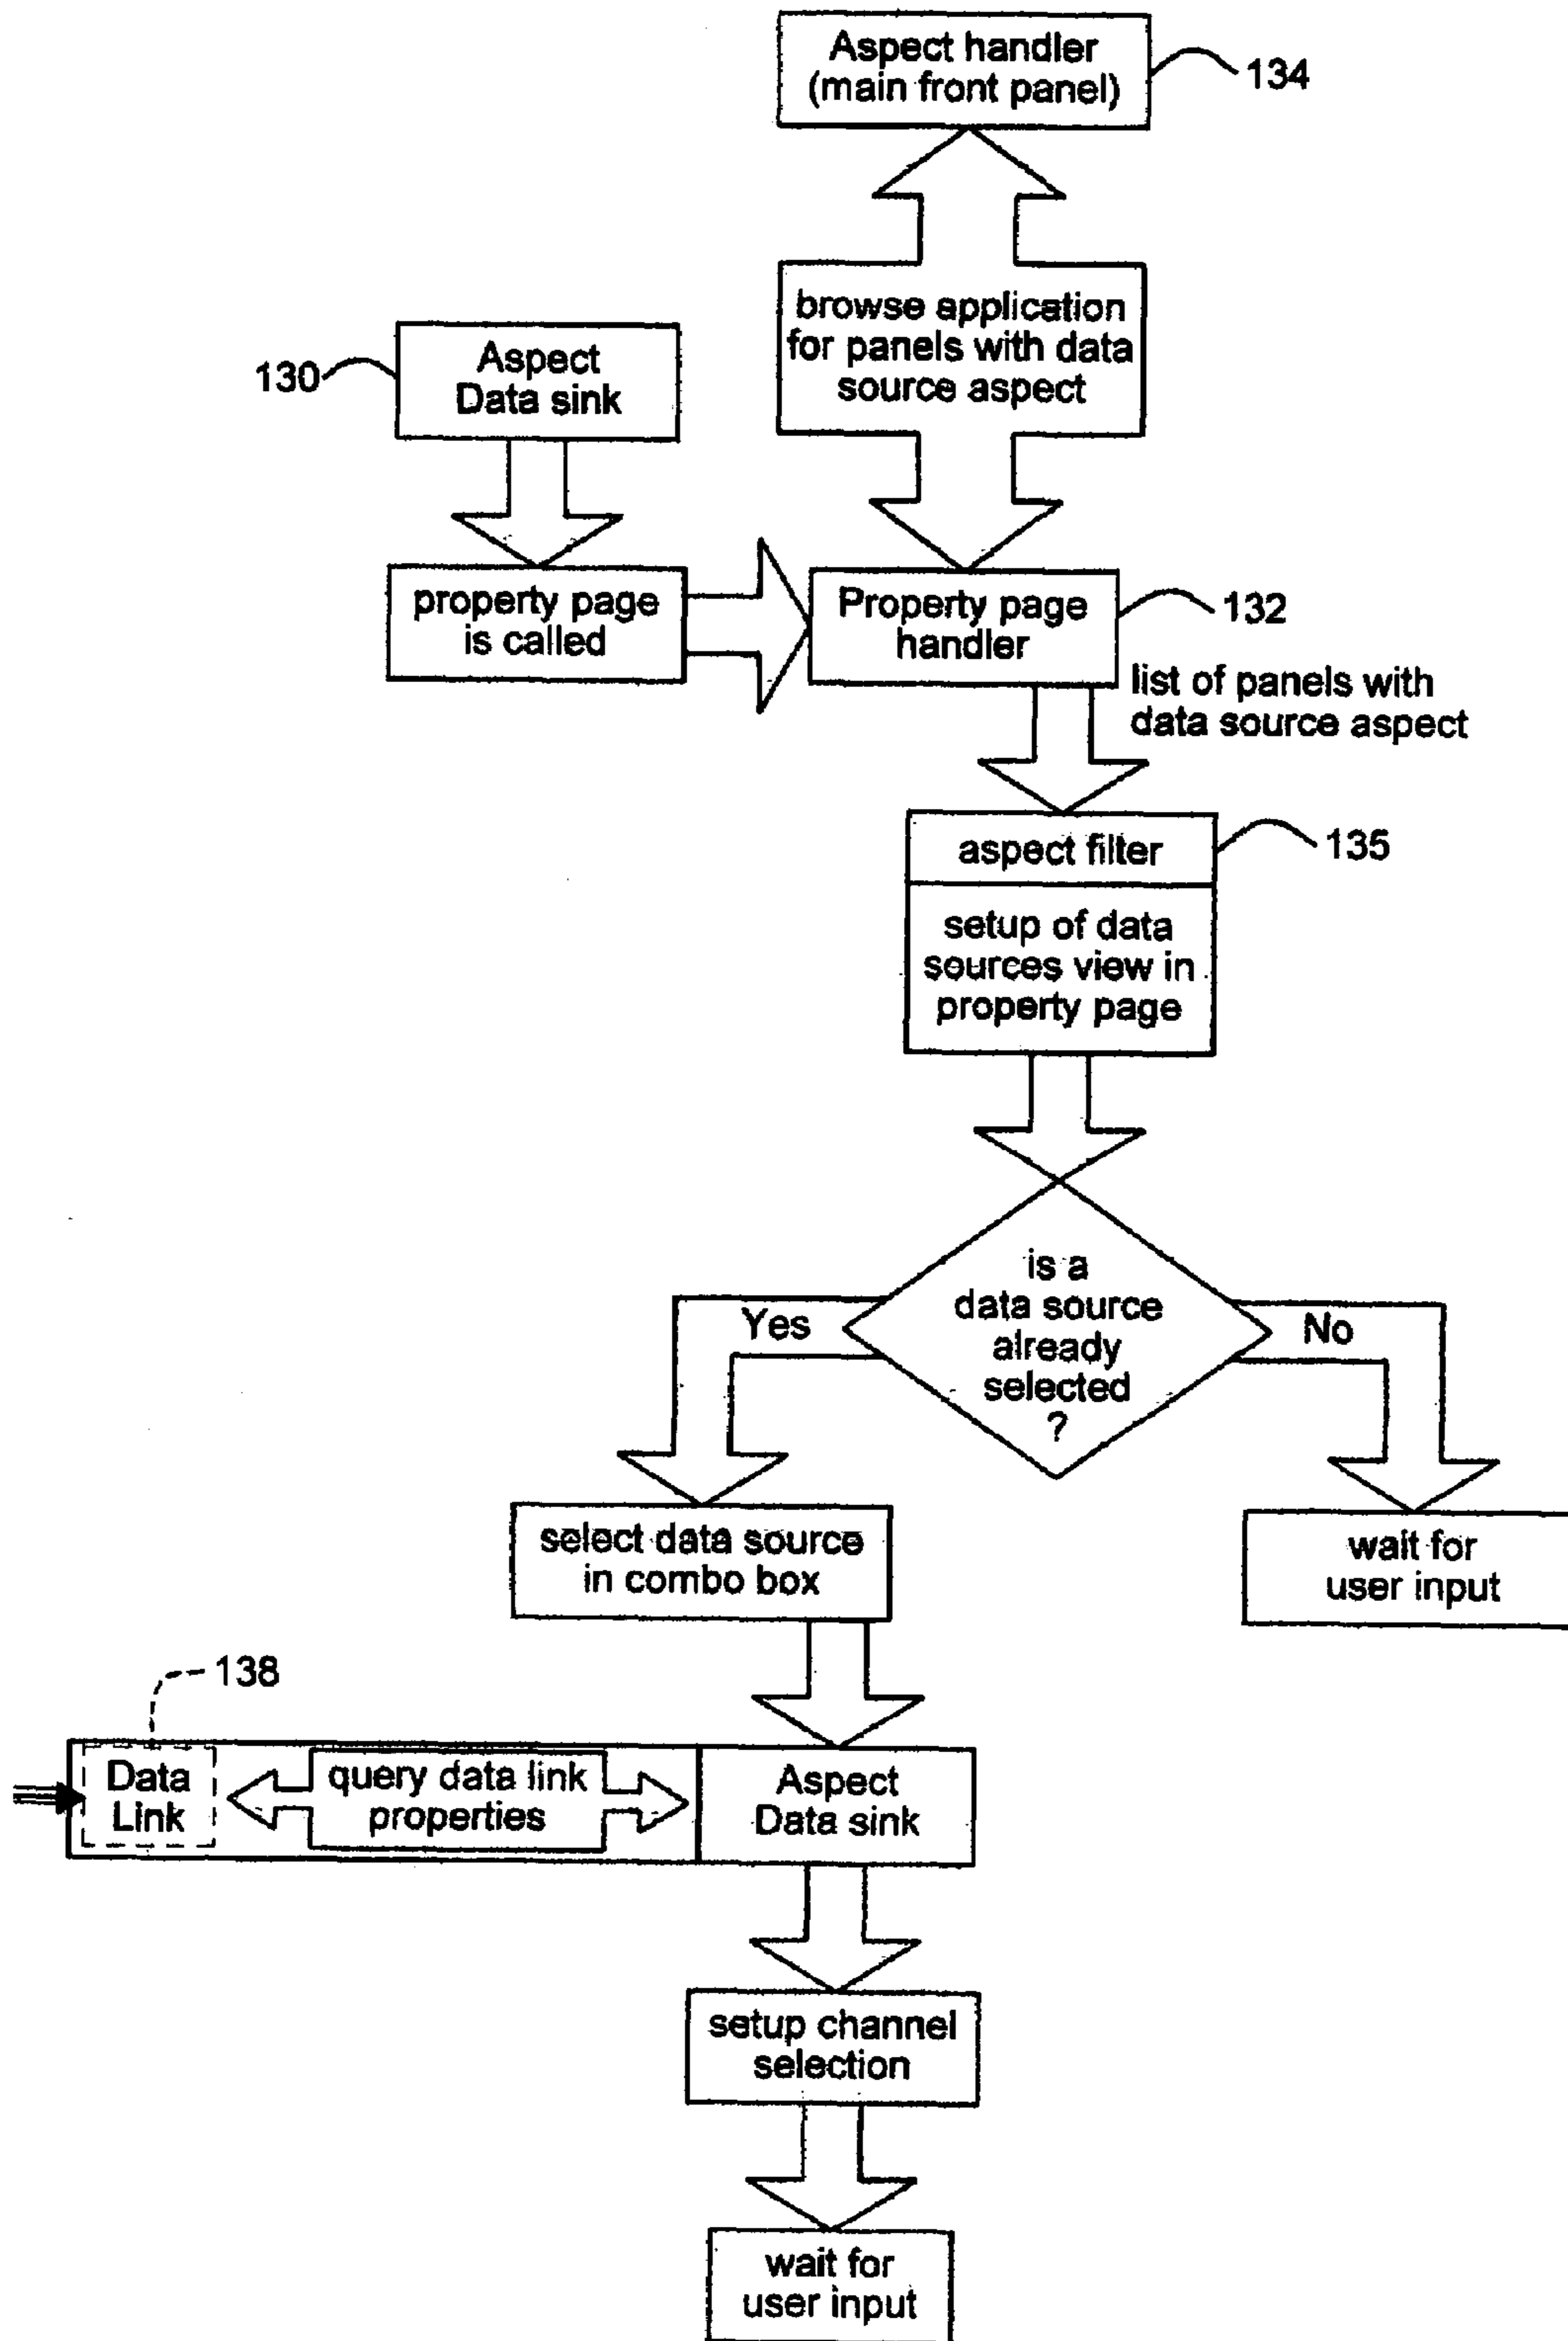 Aspect handler
(main front panel)
134
browse application
for panels with data
source aspect
130
Aspect
Data sink
property page
is called
Property page
handler
132
list of panels with
data source aspect
aspect filter
135
setup of data
sources view in
property page
is a
data source
already
selected
?
Yes
No
select data source
in combo box
wait for
user input
138
Data
Link
query data link
properties
Aspect
Data sink
setup channel
selection
wait for
user input